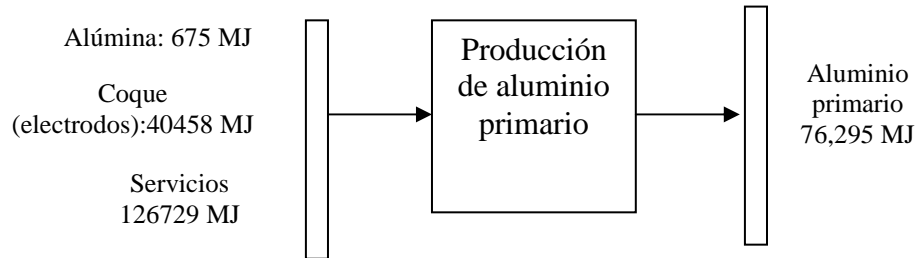 Alúmina: 675 MJ
Coque
(electrodos):40458 MJ
Servicios
126729 MJ
Producción
de aluminio
primario
Aluminio
primario
76,295 MJ